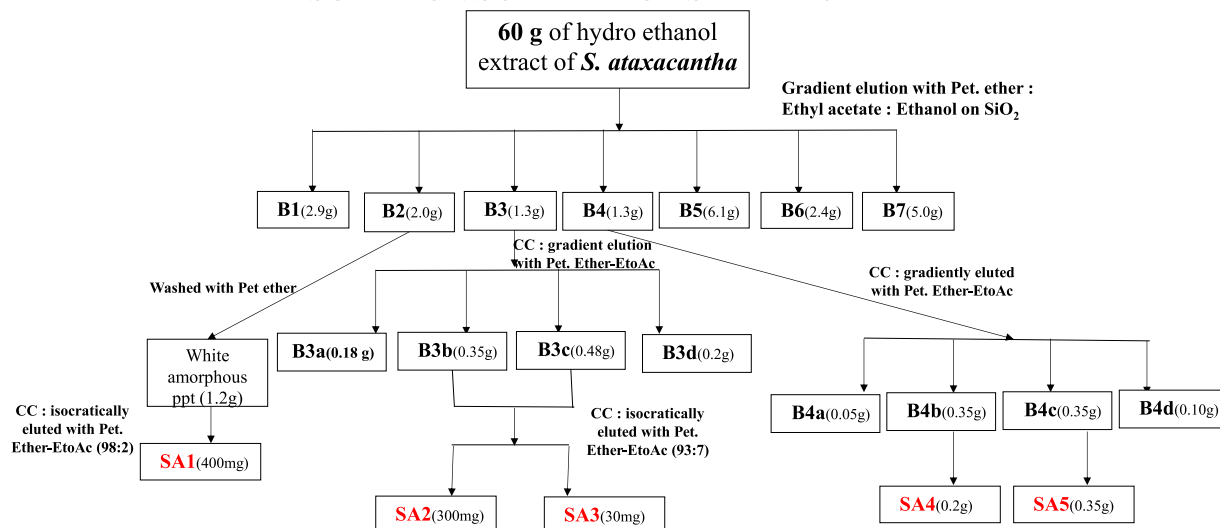 60 g of hydro ethanol
extract of S. ataxacantha
Gradient elution with Pet. ether :
Ethyl acetate : Ethanol on SiO₂
B1(2.9g)
B2(2.0g)
B3(1.3g)
B4(1.3g)
B5(6.1g)
B6(2.4g)
B7(5.0g)
CC : gradient elution
with Pet. Ether-EtoAc
CC : gradiently eluted
with Pet. Ether-EtoAc
Washed with Pet ether
B3a(0.18 g)
B3b(0.35g)
B3c(0.48g)
B3d(0.2g)
White
amorphous
ppt (1.2g)
B4a(0.05g)
B4b(0.35g)
B4c(0.35g)
B4d(0.10g)
CC : isocratically
eluted with Pet.
Ether-EtoAc (98:2)
CC : isocratically
eluted with Pet.
Ether-EtoAc (93:7)
SA1(400mg)
SA2(300mg)
SA3(30mg)
SA4(0.2g)
SA5(0.35g)